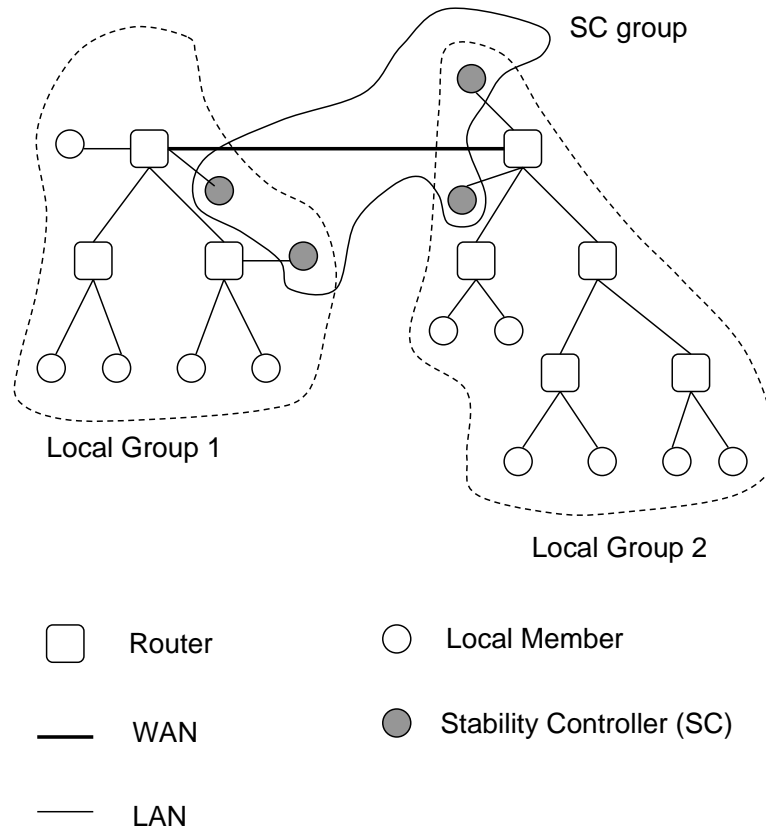 SC group
Local Group 1
Local Group 2
Router
Local Member
WAN
Stability Controller (SC)
LAN